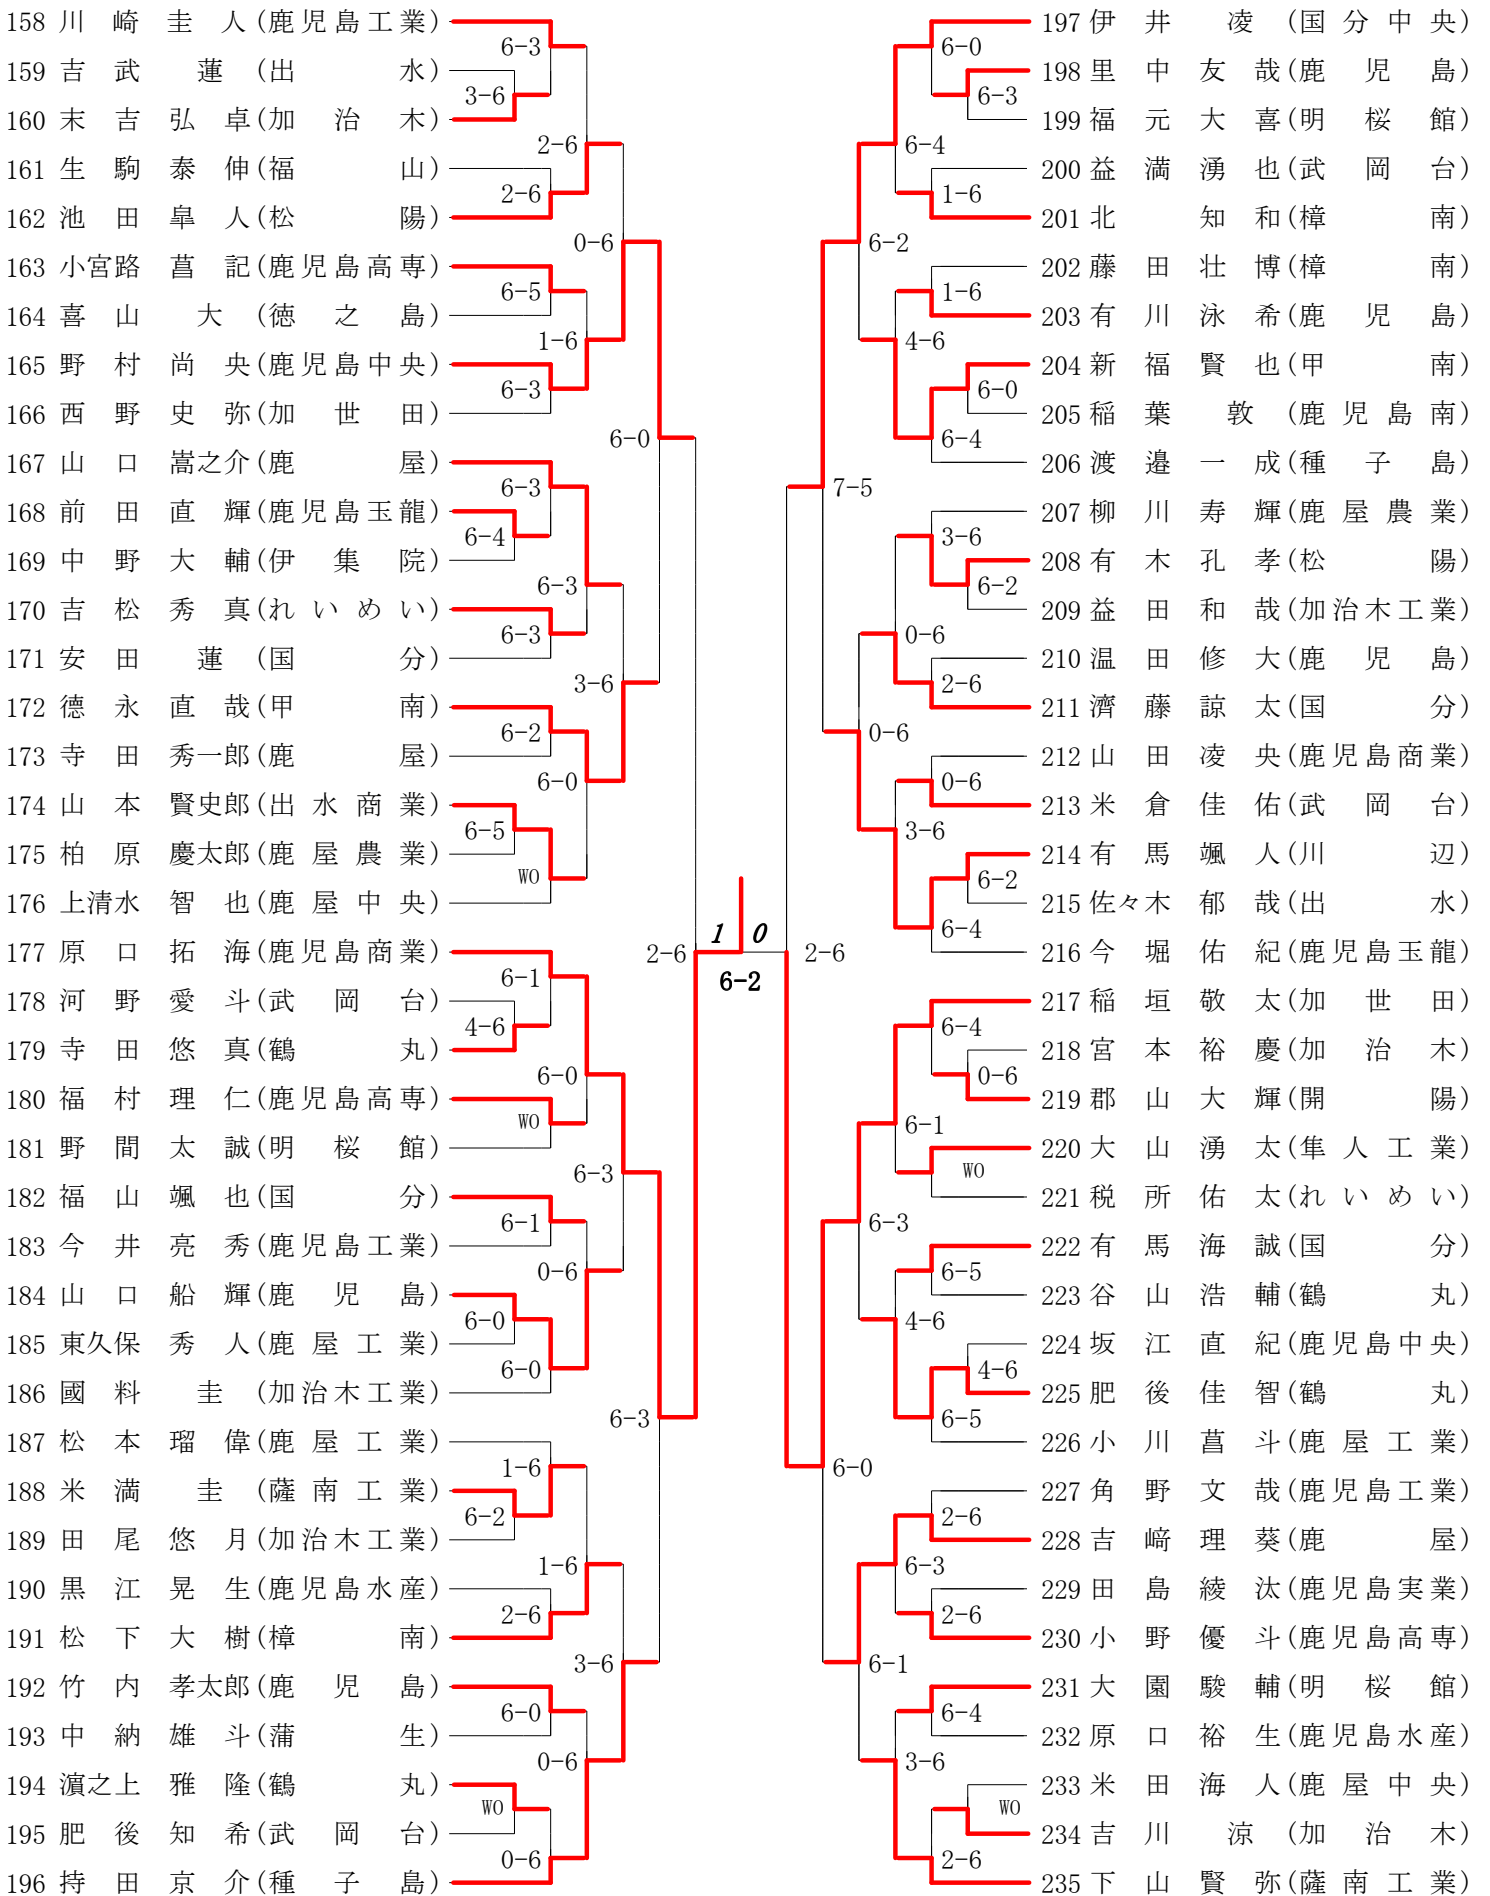 158 川崎圭人(鹿児島工業)
6-3
159 吉武蓮(出水)
3-6
160 末吉弘卓(加治木)
2-6
161 生駒泰伸(福山)
2-6
162 池田皐人(松陽)
0-6
163 小宮路菖記(鹿児島高専)
6-5
164 喜山大(徳之島)
1-6
165 野村尚央(鹿児島中央)
6-3
166 西野史弥(加世田)
6-0
167 山口嵩之介(鹿屋)
6-3
168 前田直輝(鹿児島玉龍)
6-4
169 中野大輔(伊集院)
6-3
170 吉松秀真(れいめい)
6-3
171 安田蓮(国分)
3-6
172 德永直哉(甲南)
6-2
173 寺田秀一郎(鹿屋)
6-0
174 山本賢史郎(出水商業)
6-5
175 柏原慶太郎(鹿屋農業)
WO
176 上清水智也(鹿屋中央)
2-6
177 原口拓海(鹿児島商業)
6-1
178 河野愛斗(武岡台)
4-6
179 寺田悠真(鶴丸)
6-0
180 福村理仁(鹿児島高専)
WO
181 野間太誠(明桜館)
6-3
182 福山颯也(国分)
6-1
183 今井亮秀(鹿児島工業)
0-6
184 山口船輝(鹿児島)
6-0
185 東久保秀人(鹿屋工業)
6-0
186 國料圭(加治木工業)
6-3
187 松本瑠偉(鹿屋工業)
1-6
188 米満圭(薩南工業)
6-2
189 田尾悠月(加治木工業)
1-6
190 黒江晃生(鹿児島水産)
2-6
191 松下大樹(樟南)
3-6
192 竹内孝太郎(鹿児島)
6-0
193 中納雄斗(蒲生)
0-6
194 濵之上雅隆(鶴丸)
WO
195 肥後知希(武岡台)
0-6
196 持田京介(種子島)
1 0
6-2
197 伊井凌(国分中央)
6-0
198 里中友哉(鹿児島)
6-3
199 福元大喜(明桜館)
6-4
200 益満湧也(武岡台)
1-6
201 北知和(樟南)
6-2
202 藤田壮博(樟南)
1-6
203 有川泳希(鹿児島)
4-6
204 新福賢也(甲南)
6-0
205 稲葉敦(鹿児島南)
6-4
206 渡邉一成(種子島)
7-5
207 柳川寿輝(鹿屋農業)
3-6
208 有木孔孝(松陽)
6-2
209 益田和哉(加治木工業)
0-6
210 温田修大(鹿児島)
2-6
211 濟藤諒太(国分)
0-6
212 山田凌央(鹿児島商業)
0-6
213 米倉佳佑(武岡台)
3-6
214 有馬颯人(川辺)
6-2
215 佐々木郁哉(出水)
6-4
216 今堀佑紀(鹿児島玉龍)
2-6
217 稲垣敬太(加世田)
6-4
218 宮本裕慶(加治木)
0-6
219 郡山大輝(開陽)
6-1
220 大山湧太(隼人工業)
WO
221 税所佑太(れいめい)
6-3
222 有馬海誠(国分)
6-5
223 谷山浩輔(鶴丸)
4-6
224 坂江直紀(鹿児島中央)
4-6
225 肥後佳智(鶴丸)
6-5
226 小川菖斗(鹿屋工業)
6-0
227 角野文哉(鹿児島工業)
2-6
228 吉﨑理葵(鹿屋)
6-3
229 田島綾汰(鹿児島実業)
2-6
230 小野優斗(鹿児島高専)
6-1
231 大園駿輔(明桜館)
6-4
232 原口裕生(鹿児島水産)
3-6
233 米田海人(鹿屋中央)
WO
234 吉川涼(加治木)
2-6
235 下山賢弥(薩南工業)